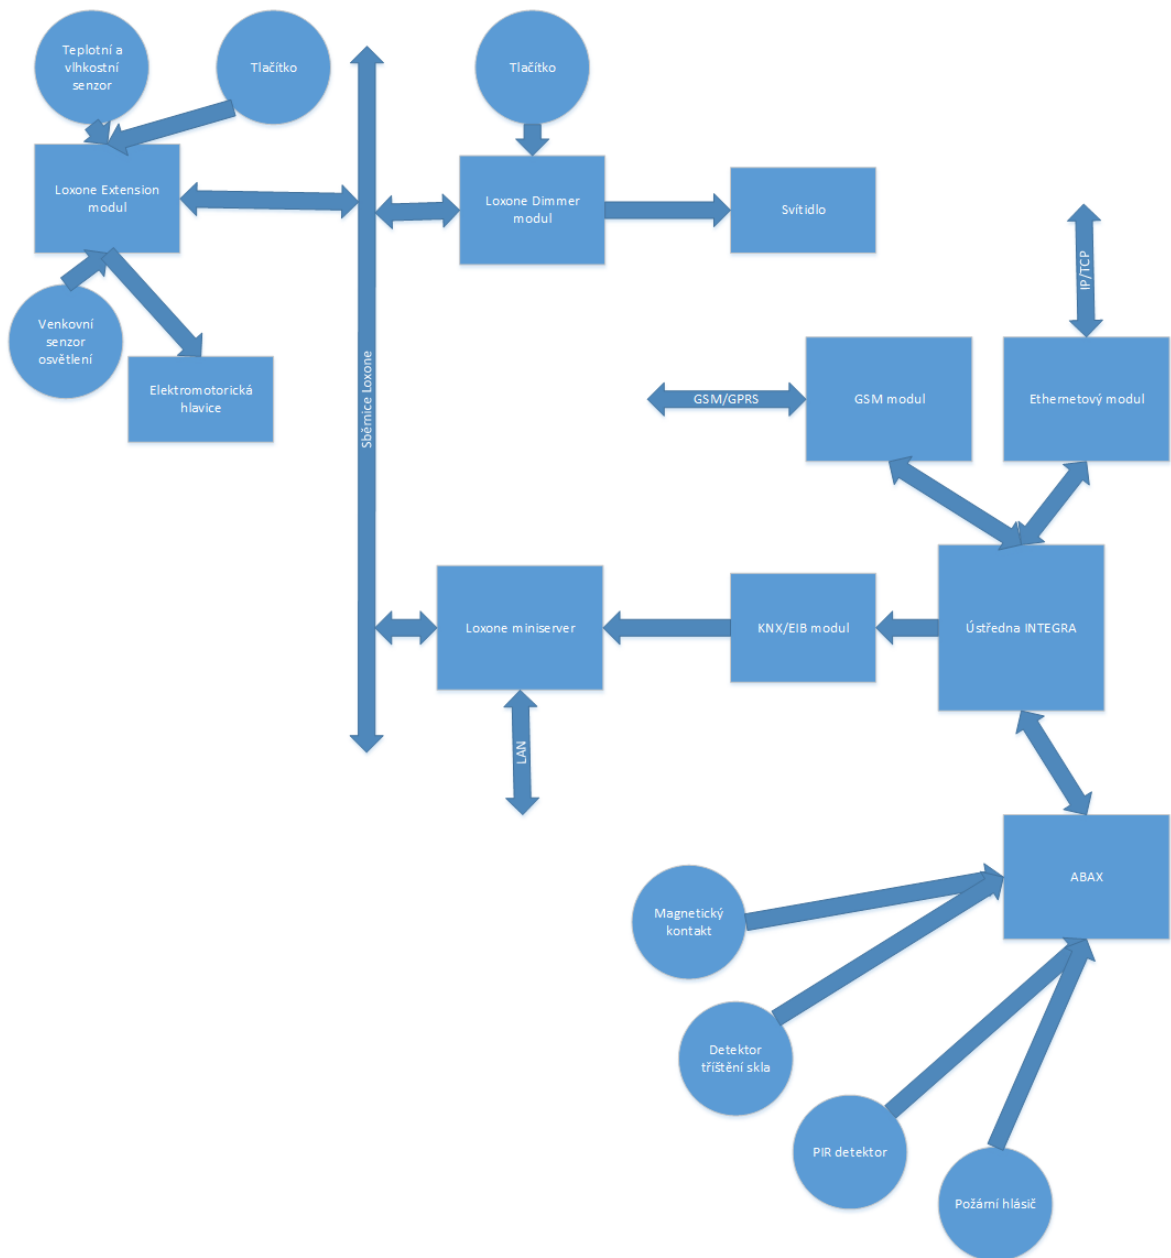 Teplotní a
vlhkostní
senzor
Tlačítko
Tlačítko
Loxone Extension
modul
Loxone Dimmer
modul
Svítidlo
IP/TCP
Venkovní
senzor
osvětlení
Elektromotorická
hlavice
Sběrnice Loxone
GSM/GPRS
GSM modul
Ethernetový modul
Loxone miniserver
KNX/EIB modul
Ústředna INTEGRA
LAN
ABAX
Magnetický
kontakt
Detektor
tříštění skla
PIR detektor
Požární hlásič